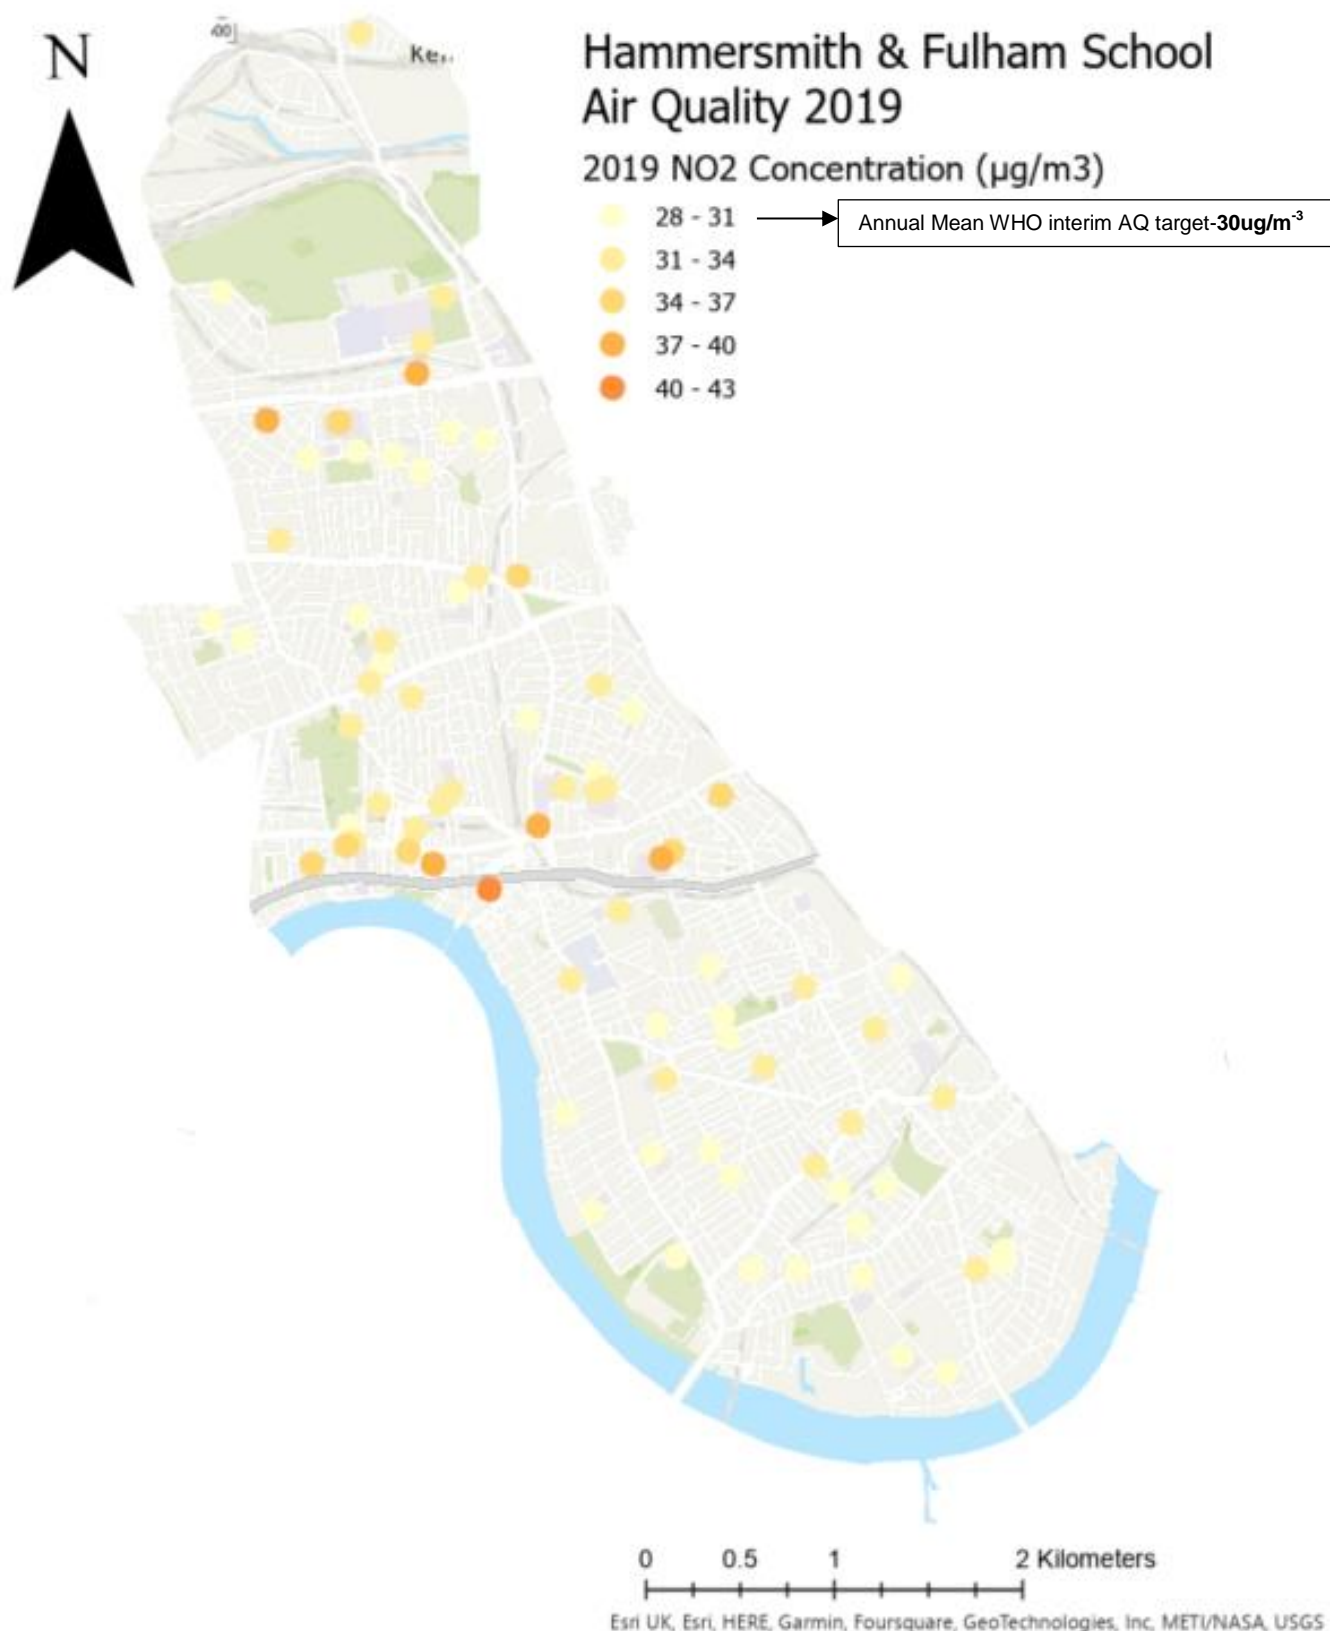 N
Hammersmith & Fulham School
Air Quality 2019
2019 NO2 Concentration (µg/m3)
28 - 31
Annual Mean WHO interim AQ target-30ug/m-3
31 - 34
34 - 37
37 - 40
40 - 43
0 0.5 1 2 Kilometers
Esri UK, Esri, HERE, Garmin, Foursquare, GeoTechnologies, Inc, METI/NASA, USGS